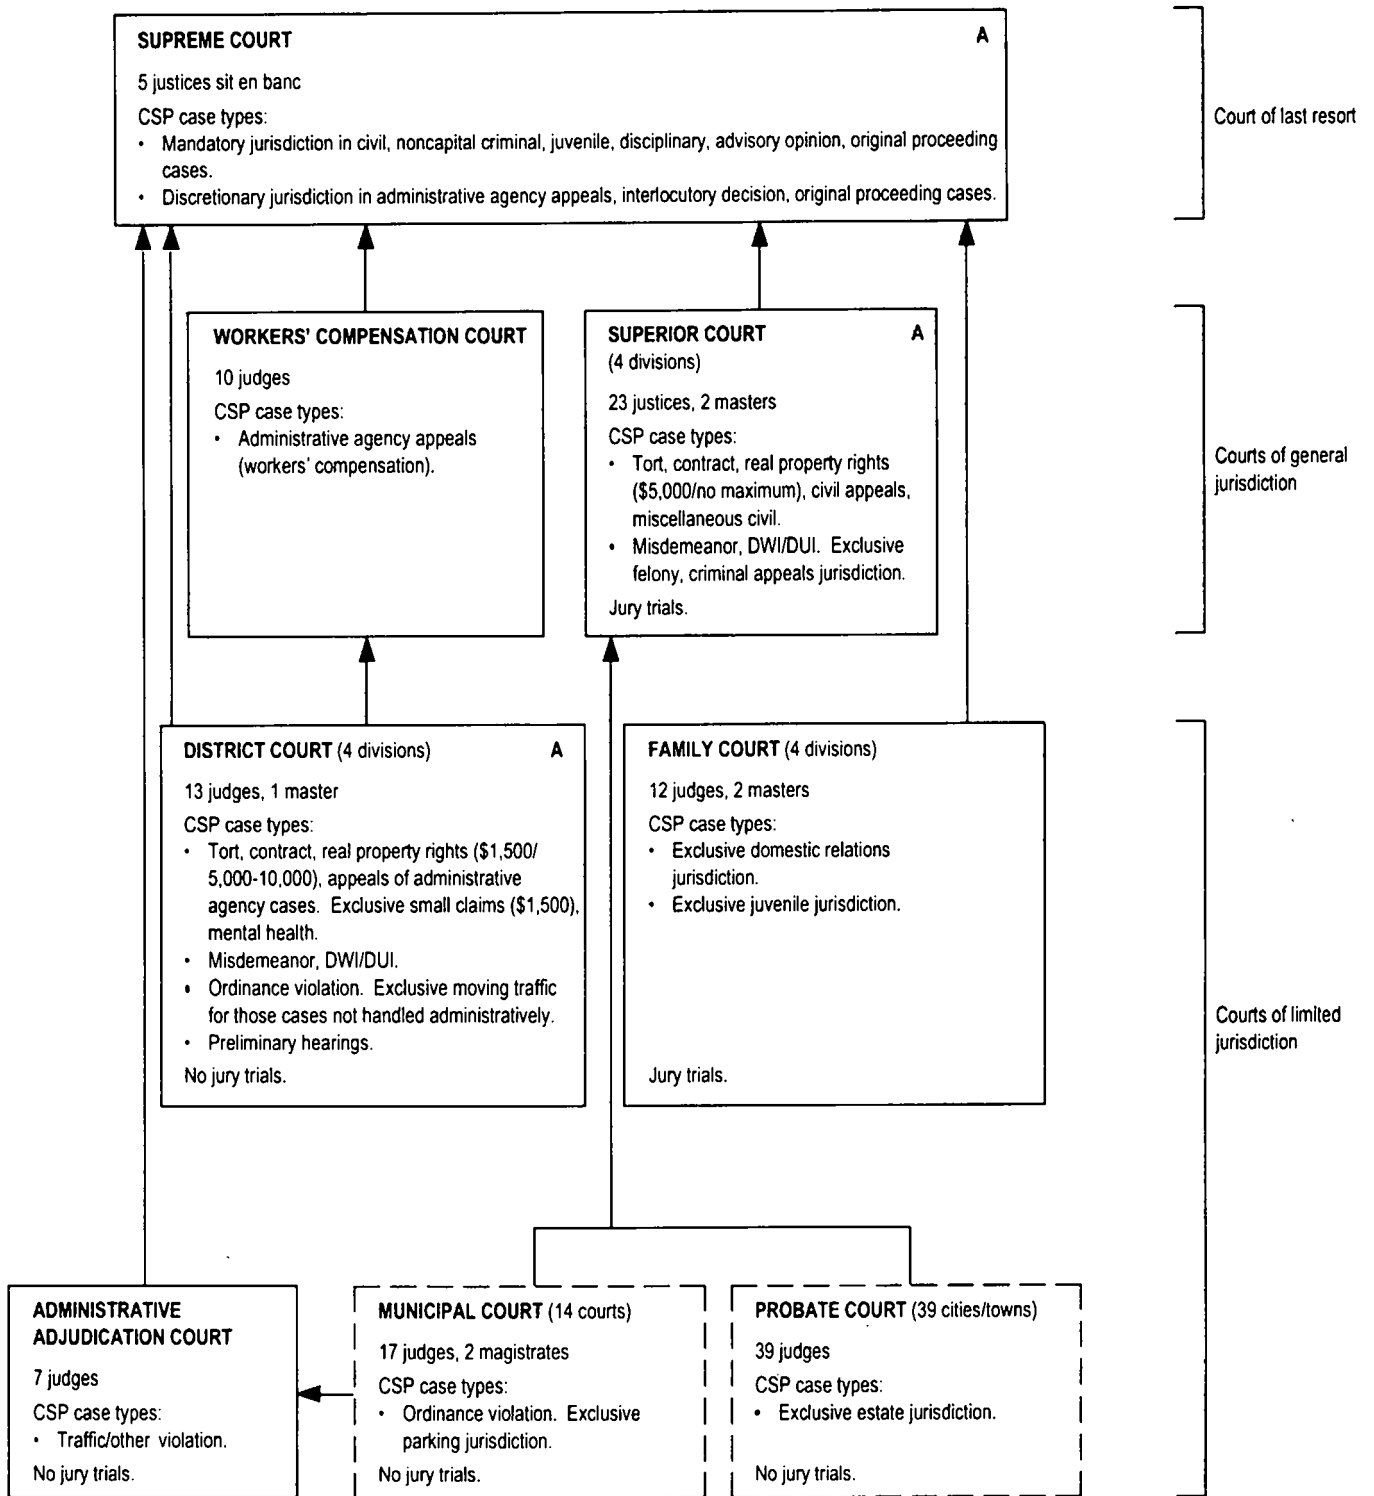 SUPREME COURT A
5 justices sit en banc
CSP case types:
• Mandatory jurisdiction in civil, noncapital criminal, juvenile, disciplinary, advisory opinion, original proceeding
cases.
• Discretionary jurisdiction in administrative agency appeals, interlocutory decision, original proceeding cases.
Court of last resort
WORKERS' COMPENSATION COURT
10 judges
CSP case types:
• Administrative agency appeals
(workers' compensation).
SUPERIOR COURT A
(4 divisions)
23 justices, 2 masters
CSP case types:
• Tort, contract, real property rights
($5,000/no maximum), civil appeals,
miscellaneous civil.
• Misdemeanor, DWI/DUI. Exclusive
felony, criminal appeals jurisdiction.
Jury trials.
Courts of general
jurisdiction
DISTRICT COURT (4 divisions) A
13 judges, 1 master
CSP case types:
• Tort, contract, real property rights ($1,500/
5,000-10,000), appeals of administrative
agency cases. Exclusive small claims ($1,500),
mental health.
• Misdemeanor, DWI/DUI.
• Ordinance violation. Exclusive moving traffic
for those cases not handled administratively.
• Preliminary hearings.
No jury trials.
FAMILY COURT (4 divisions)
12 judges, 2 masters
CSP case types:
• Exclusive domestic relations
jurisdiction.
• Exclusive juvenile jurisdiction.
Jury trials.
Courts of limited
jurisdiction
ADMINISTRATIVE
ADJUDICATION COURT
7 judges
CSP case types:
• Traffic/other violation.
No jury trials.
MUNICIPAL COURT (14 courts)
17 judges, 2 magistrates
CSP case types:
• Ordinance violation. Exclusive
parking jurisdiction.
No jury trials.
PROBATE COURT (39 cities/towns)
39 judges
CSP case types:
• Exclusive estate jurisdiction.
No jury trials.